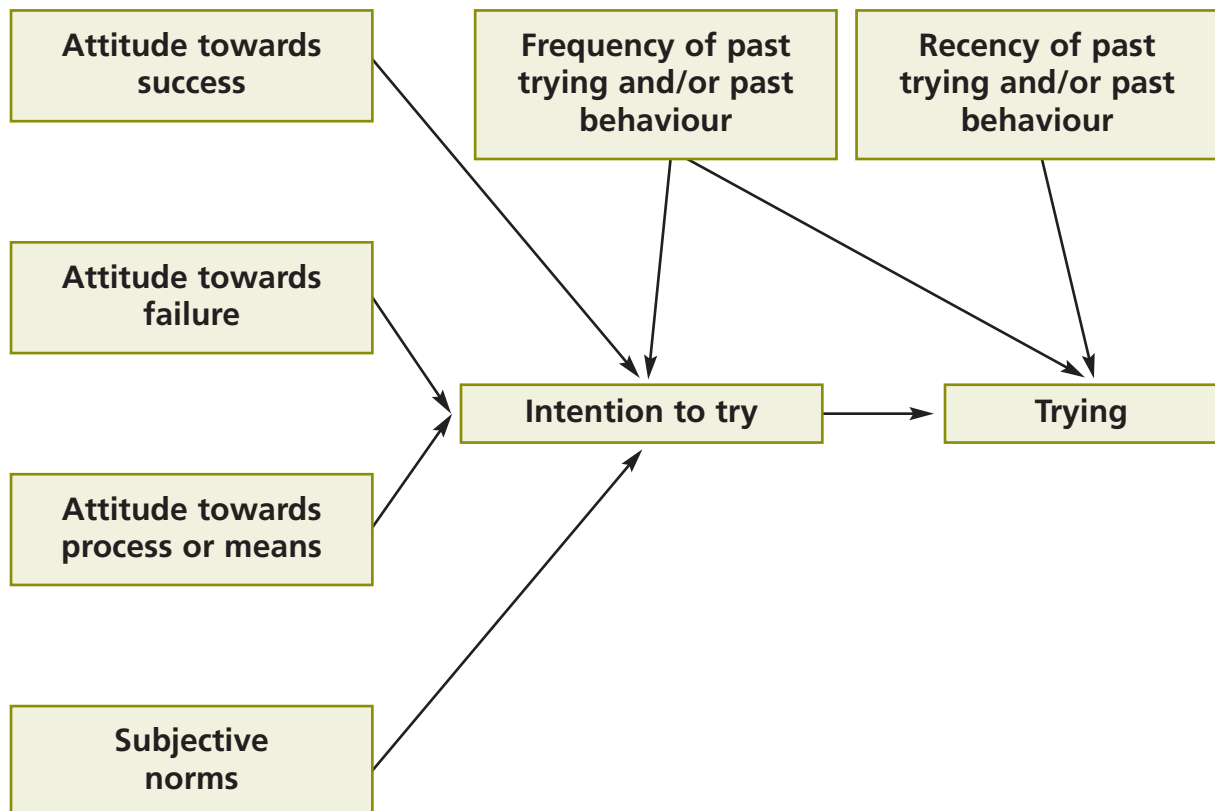 Attitude towards
success
Frequency of past
trying and/or past
behaviour
Recency of past
trying and/or past
behaviour
Attitude towards
failure
Intention to try
Trying
Attitude towards
process or means
Subjective
norms